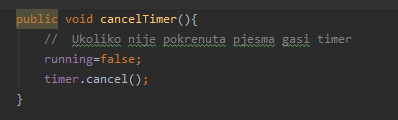 public void cancelTimer(){
//  Ukoliko nije pokrenuta pjesma gasi timer
running=false;
timer.cancel();
}